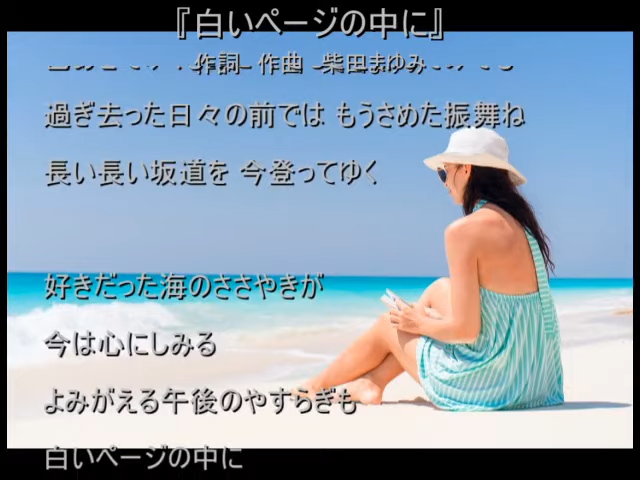 『白いページの中に』
作詞 作曲 柴田まゆみ
過ぎ去った日々の前では もうさめた振舞ね
長い長い坂道を 今登ってゆく
好きだった海のささやきが
今は心にしみる
よみがえる午後のやすらぎも
白いページの中に